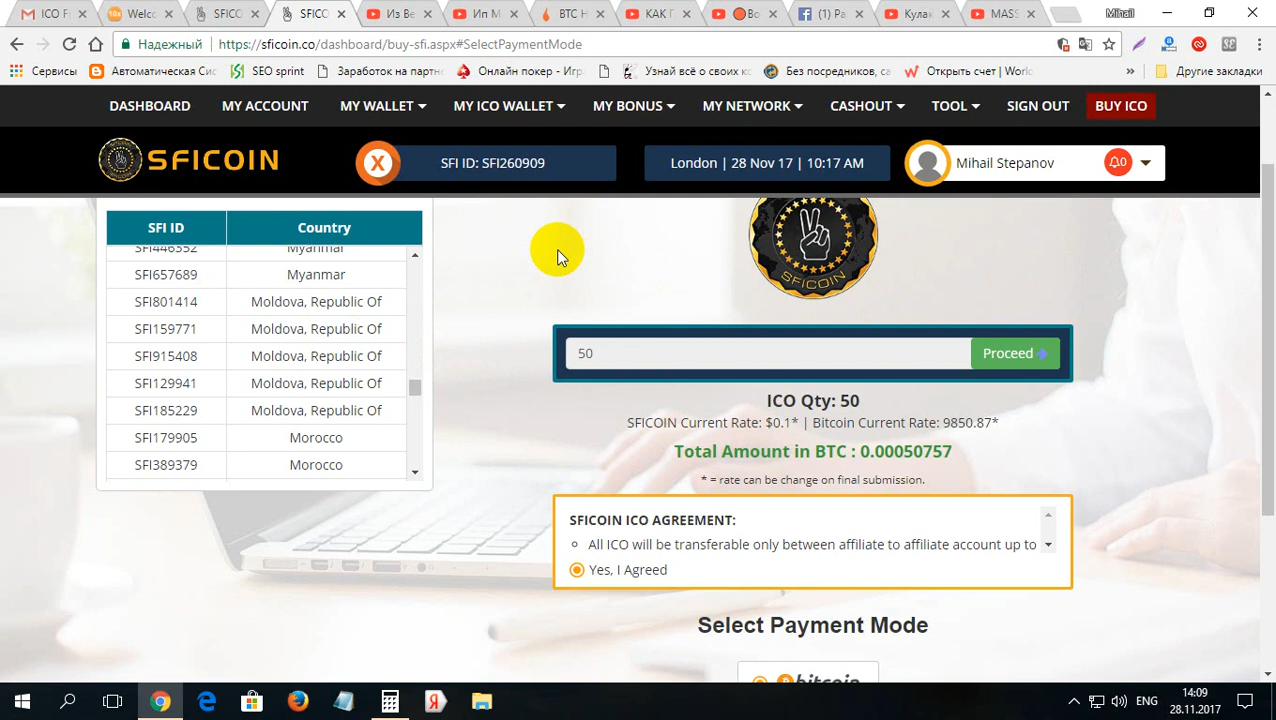 ICO F
10x Welco
SFICO
SFICO
Из Ве
Ип М
BTC H
КАК Г
Во
(1) Ра
Кулак
MASS
Mihail
Надежный
https://sficoin.co/dashboard/buy-sfi.aspx#SelectPaymentMode
Сервисы
Автоматическая Сис
SEO sprint
Заработок на партн
Онлайн покер - Игр
Узнай всё о своих кс
Без посредников, са
Открыть счет | Worl
Другие закладки
DASHBOARD MY ACCOUNT MY WALLET MY ICO WALLET MY BONUS MY NETWORK CASHOUT TOOL SIGN OUT BUY ICO
SFICOIN
X
SFI ID: SFI260909
London | 28 Nov 17 | 10:17 AM
Mihail Stepanov
0
SFI ID Country
SFI446352 Myanmar
SFI657689 Myanmar
SFI801414 Moldova, Republic Of
SFI159771 Moldova, Republic Of
SFI915408 Moldova, Republic Of
SFI129941 Moldova, Republic Of
SFI185229 Moldova, Republic Of
SFI179905 Morocco
SFI389379 Morocco
SFICOIN
50
Proceed
ICO Qty: 50
SFICOIN Current Rate: $0.1* | Bitcoin Current Rate: 9850.87*
Total Amount in BTC : 0.00050757
* = rate can be change on final submission.
SFICOIN ICO AGREEMENT:
All ICO will be transferable only between affiliate to affiliate account up to
Yes, I Agreed
Select Payment Mode
bitcoin
ENG
14:09
28.11.2017